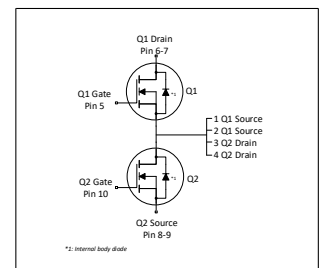 Q1 Drain
Pin 6-7
*1
Q1
Q1 Gate
Pin 5
1 Q1 Source
2 Q1 Source
3 Q2 Drain
4 Q2 Drain
*1
Q2
Q2 Gate
Pin 10
Q2 Source
Pin 8-9
*1: Internal body diode